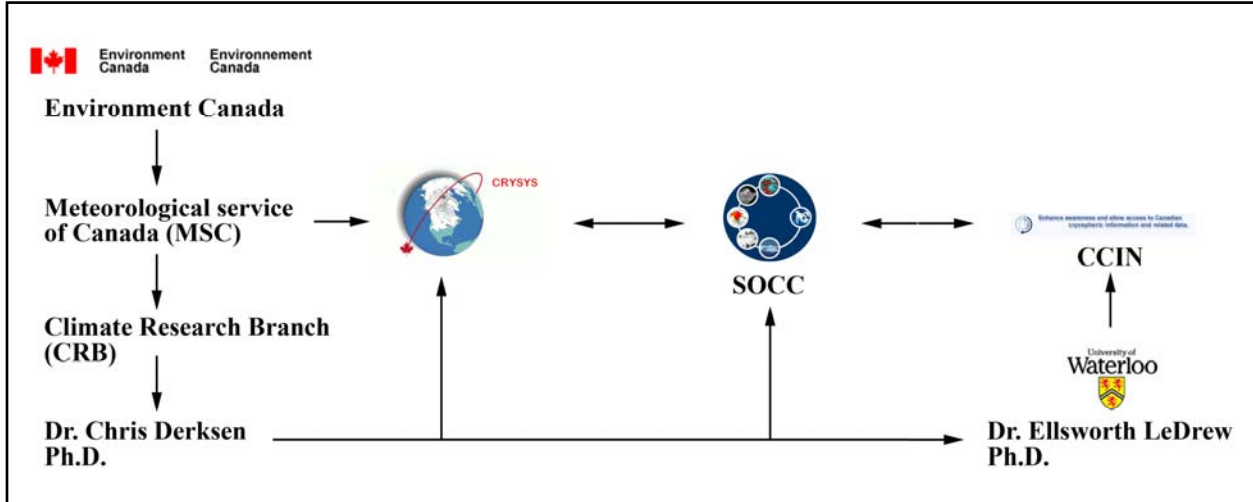 Environment Canada
Environnement Canada
Environment Canada
Meteorological service
of Canada (MSC)
CRYSYS
SOCC
Enhance awareness and allow access to Canadian
cryospheric information and related data.
CCIN
Climate Research Branch
(CRB)
University of
Waterloo
Dr. Chris Derksen
Ph.D.
Dr. Ellsworth LeDrew
Ph.D.